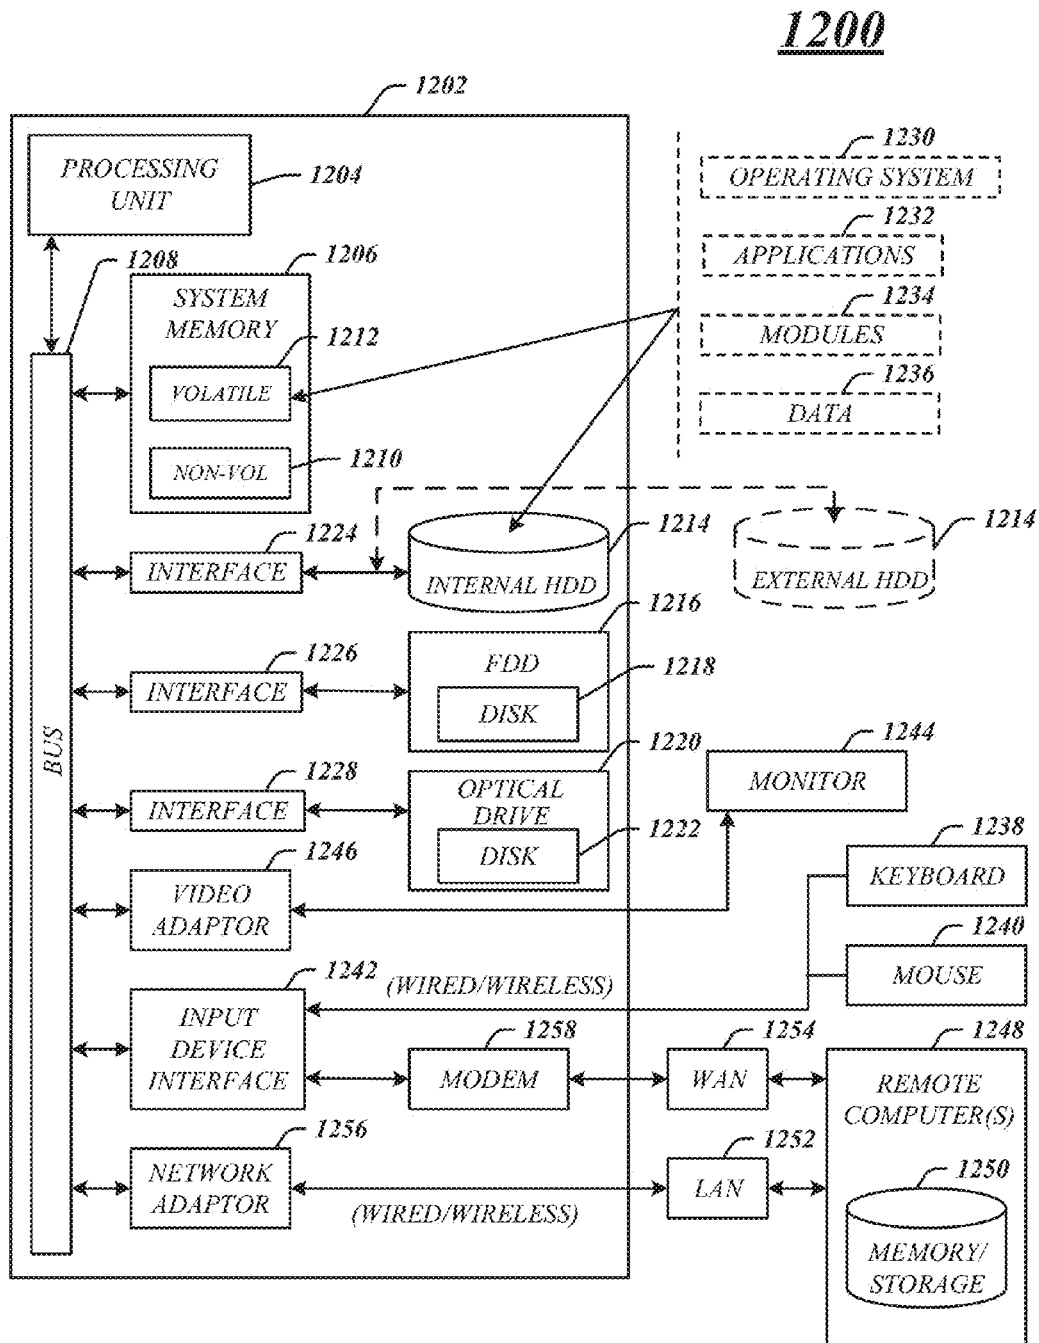 1200
1202
PROCESSING
UNIT
1204
1208
1206
SYSTEM
MEMORY
1212
VOLATILE
1210
NON-VOL
1230
OPERATING SYSTEM
1232
APPLICATIONS
1234
MODULES
1236
DATA
1224
INTERFACE
1214
INTERNAL HDD
1214
EXTERNAL HDD
1216
FDD
1226
INTERFACE
1218
DISK
BUS
1220
OPTICAL
DRIVE
1228
INTERFACE
1222
DISK
1244
MONITOR
1246
VIDEO
ADAPTOR
1238
KEYBOARD
1240
MOUSE
1242
INPUT
DEVICE
INTERFACE
(WIRED/WIRELESS)
1258
MODEM
1254
WAN
1248
REMOTE
COMPUTER(S)
1256
NETWORK
ADAPTOR
(WIRED/WIRELESS)
1252
LAN
1250
MEMORY/
STORAGE